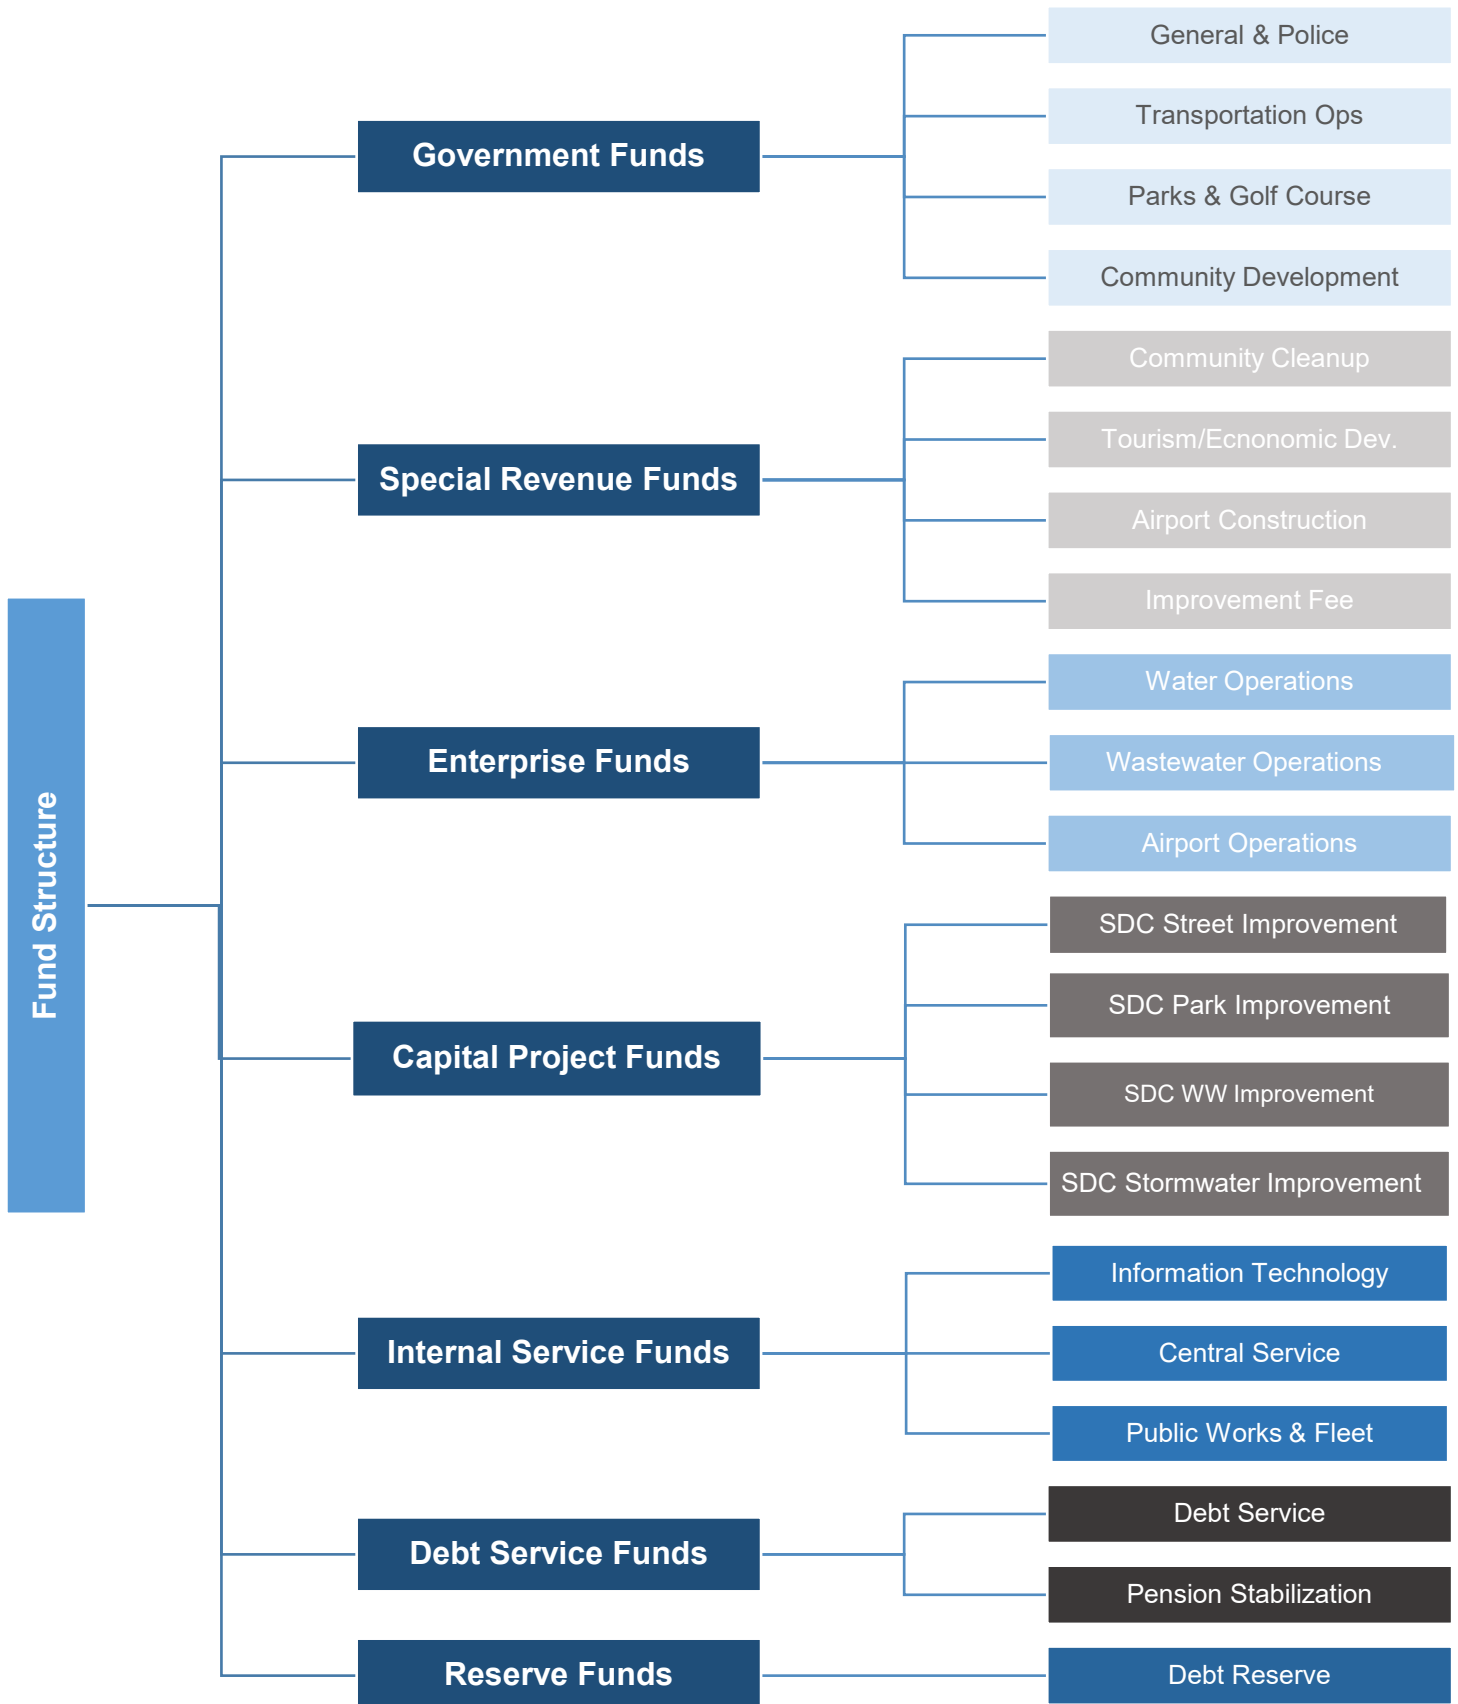 Fund Structure
Government Funds
General & Police
Transportation Ops
Parks & Golf Course
Community Development
Special Revenue Funds
Community Cleanup
Tourism/Ecnonomic Dev.
Airport Construction
Improvement Fee
Enterprise Funds
Water Operations
Wastewater Operations
Airport Operations
Capital Project Funds
SDC Street Improvement
SDC Park Improvement
SDC WW Improvement
SDC Stormwater Improvement
Internal Service Funds
Information Technology
Central Service
Public Works & Fleet
Debt Service Funds
Debt Service
Pension Stabilization
Reserve Funds
Debt Reserve